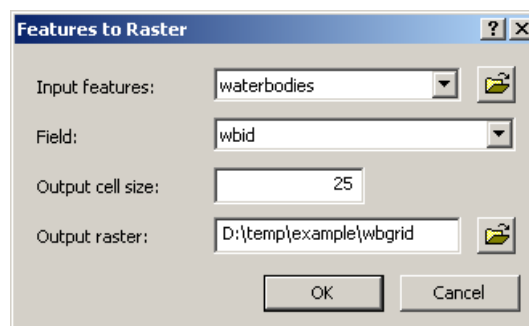 Features to Raster ? X
Input features: waterbodies
Field: wbid
Output cell size: 25
Output raster: D:\temp\example\wbgrid
OK Cancel